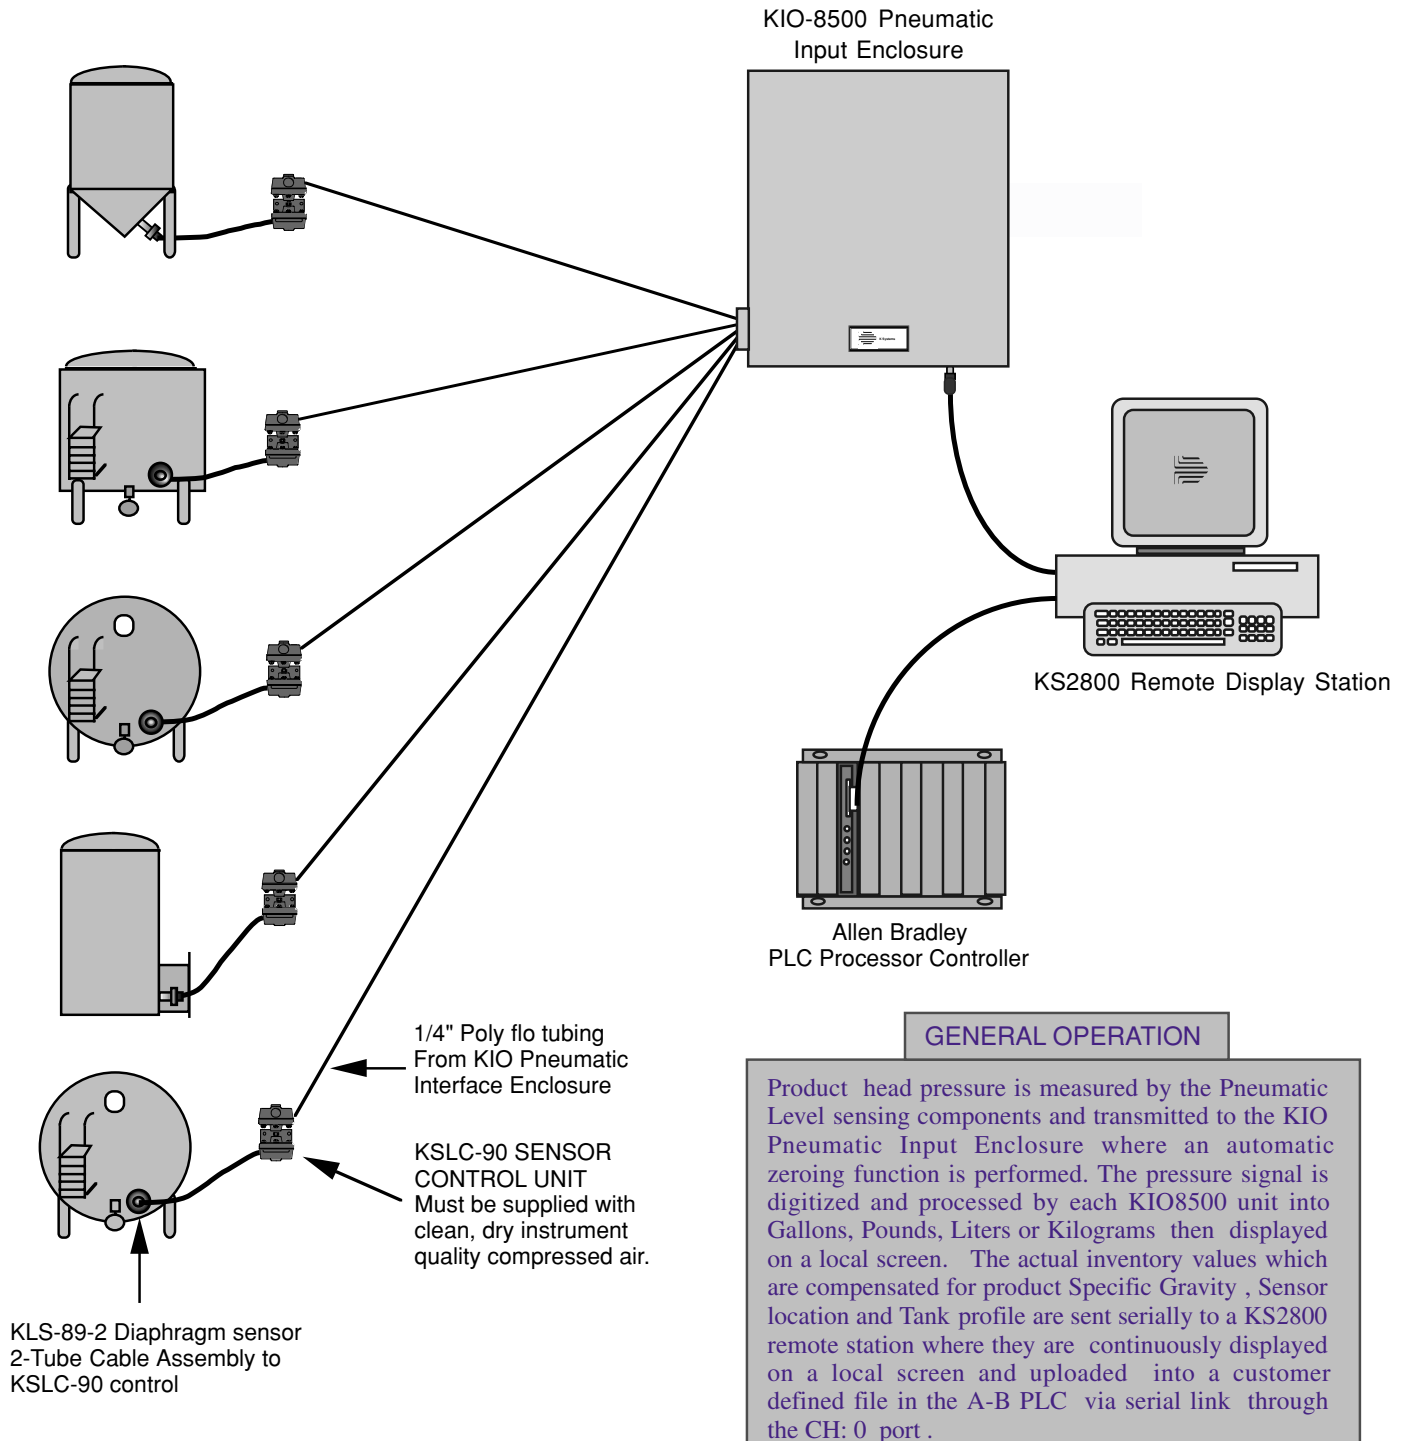 KIO-8500 Pneumatic
Input Enclosure
KS2800 Remote Display Station
Allen Bradley
PLC Processor Controller
1/4" Poly flo tubing
From KIO Pneumatic
Interface Enclosure
KSLC-90 SENSOR
CONTROL UNIT
Must be supplied with
clean, dry instrument
quality compressed air.
KLS-89-2 Diaphragm sensor
2-Tube Cable Assembly to
KSLC-90 control
GENERAL OPERATION
Product head pressure is measured by the Pneumatic
Level sensing components and transmitted to the KIO
Pneumatic Input Enclosure where an automatic
zeroing function is performed. The pressure signal is
digitized and processed by each KIO8500 unit into
Gallons, Pounds, Liters or Kilograms then displayed
on a local screen. The actual inventory values which
are compensated for product Specific Gravity , Sensor
location and Tank profile are sent serially to a KS2800
remote station where they are continuously displayed
on a local screen and uploaded into a customer
defined file in the A-B PLC via serial link through
the CH: 0 port .